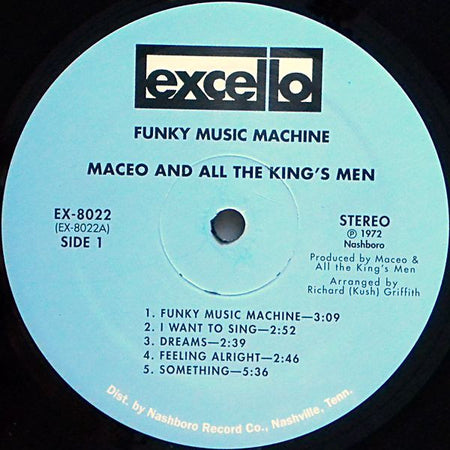 excello
FUNKY MUSIC MACHINE
MACEO AND ALL THE KING'S MEN
EX-8022
(EX-8022A)
SIDE 1
STEREO
℗ 1972
Nashboro
Produced by Maceo &
All the King's Men
Arranged by
Richard (Kush) Griffith
1. FUNKY MUSIC MACHINE—3:09
2. I WANT TO SING—2:52
3. DREAMS—2:39
4. FEELING ALRIGHT—2:46
5. SOMETHING—5:36
Dist. by Nashboro Record Co., Nashville, Tenn.